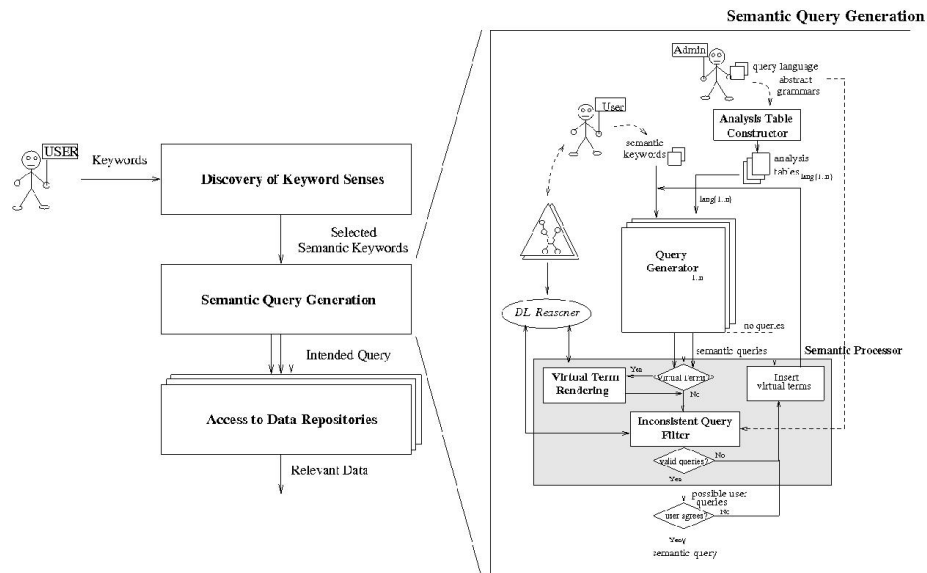 Semantic Query Generation
USER
Keywords
Discovery of Keyword Senses
Selected
Semantic Keywords
Semantic Query Generation
Intended Query
Access to Data Repositories
Relevant Data
Admin
query language
abstract
grammars
User
Analysis Table
Constructor
semantic
keywords
analysis
tables
lang(1..n)
lang(1..n)
Query
Generator
1..n
DL Reasoner
no queries
semantic queries
Semantic Processor
Virtual Term
Rendering
Yes
Virtual Terms?
No
Insert
virtual terms
Inconsistent Query
Filter
valid queries?
No
Yes
possible user
queries
user agrees?
No
Yes
semantic query